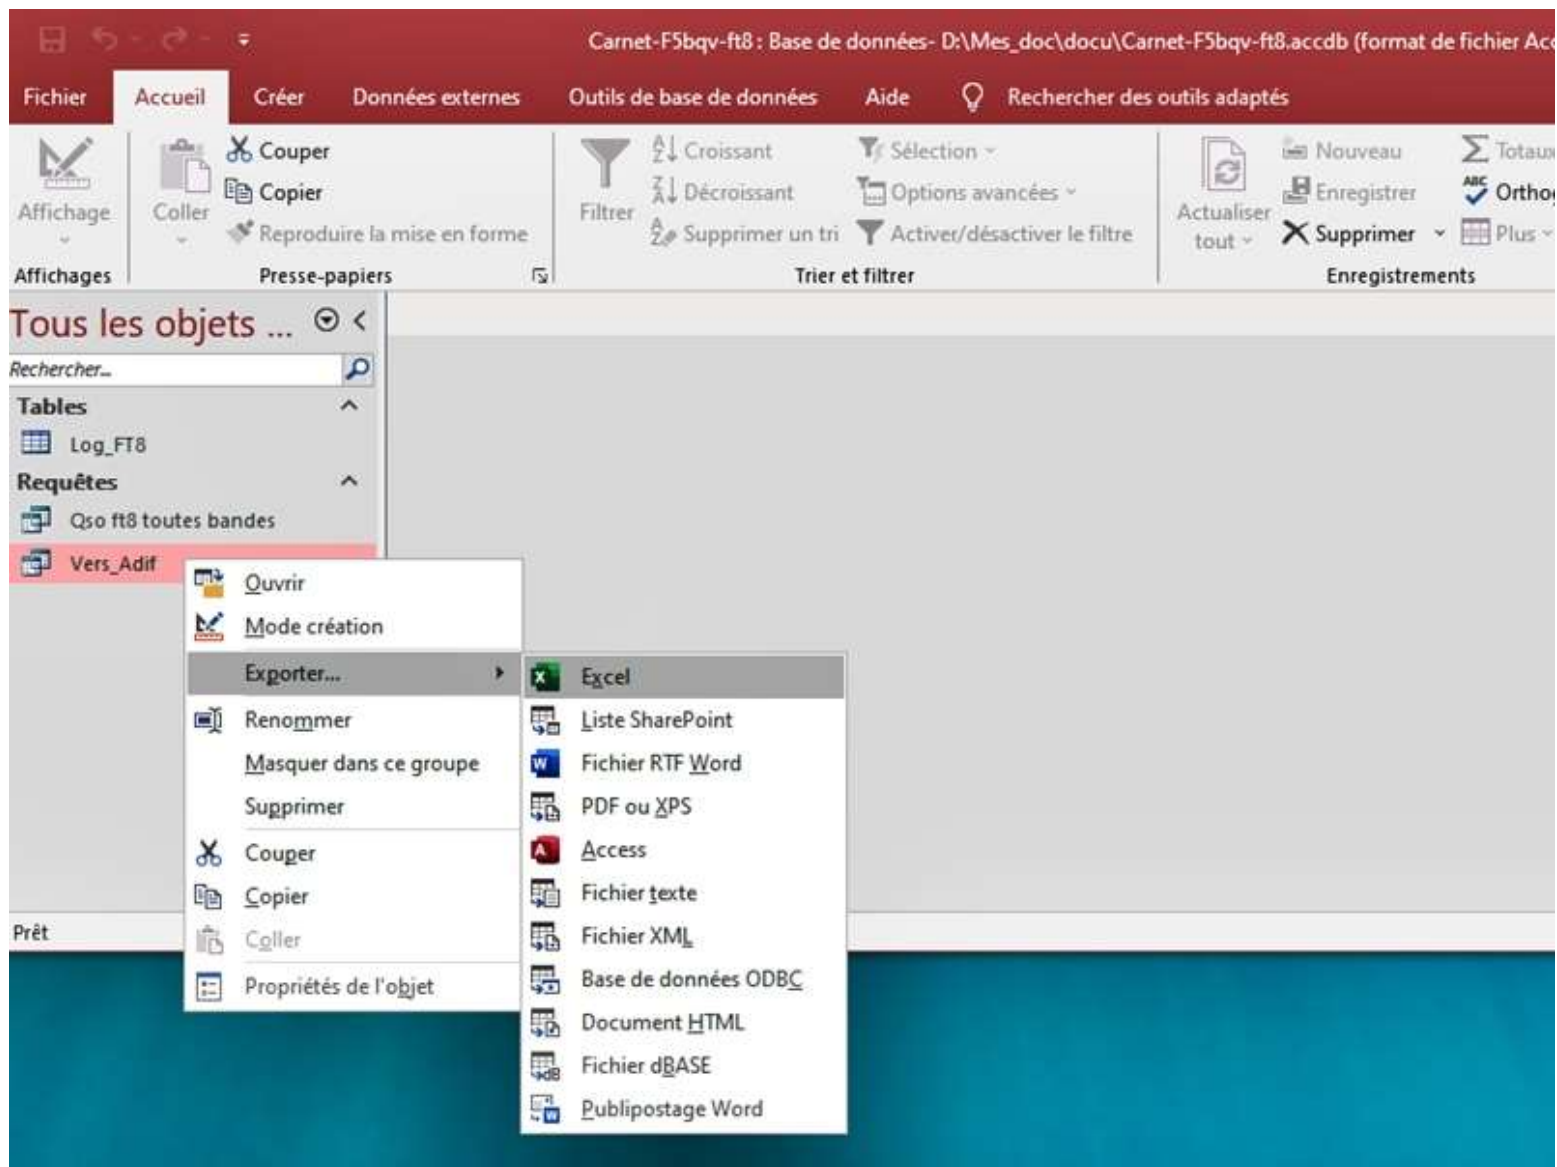 Carnet-F5bqv-ft8 : Base de données- D:\Mes_doc\docu\Carnet-F5bqv-ft8.accdb (format de fichier Acc
Fichier Accueil Créer Données externes Outils de base de données Aide Rechercher des outils adaptés
Couper Croissant Sélection Nouveau Totaux
Copier Décroissant Options avancées Enregistrer Orthog
Affichage Coller Filtrer Actualiser tout
Reproduire la mise en forme Supprimer un tri Activer/désactiver le filtre Supprimer Plus
Affichages Presse-papiers Trier et filtrer Enregistrements
Tous les objets ...
Rechercher...
Tables
Log_FT8
Requêtes
Qso ft8 toutes bandes
Vers_Adif
Ouvrir
Mode création
Exporter...
Renommer
Masquer dans ce groupe
Supprimer
Couper
Copier
Coller
Propriétés de l'objet
Excel
Liste SharePoint
Fichier RTF Word
PDF ou XPS
Access
Fichier texte
Fichier XML
Base de données ODBC
Document HTML
Fichier dBASE
Publipostage Word
Prêt